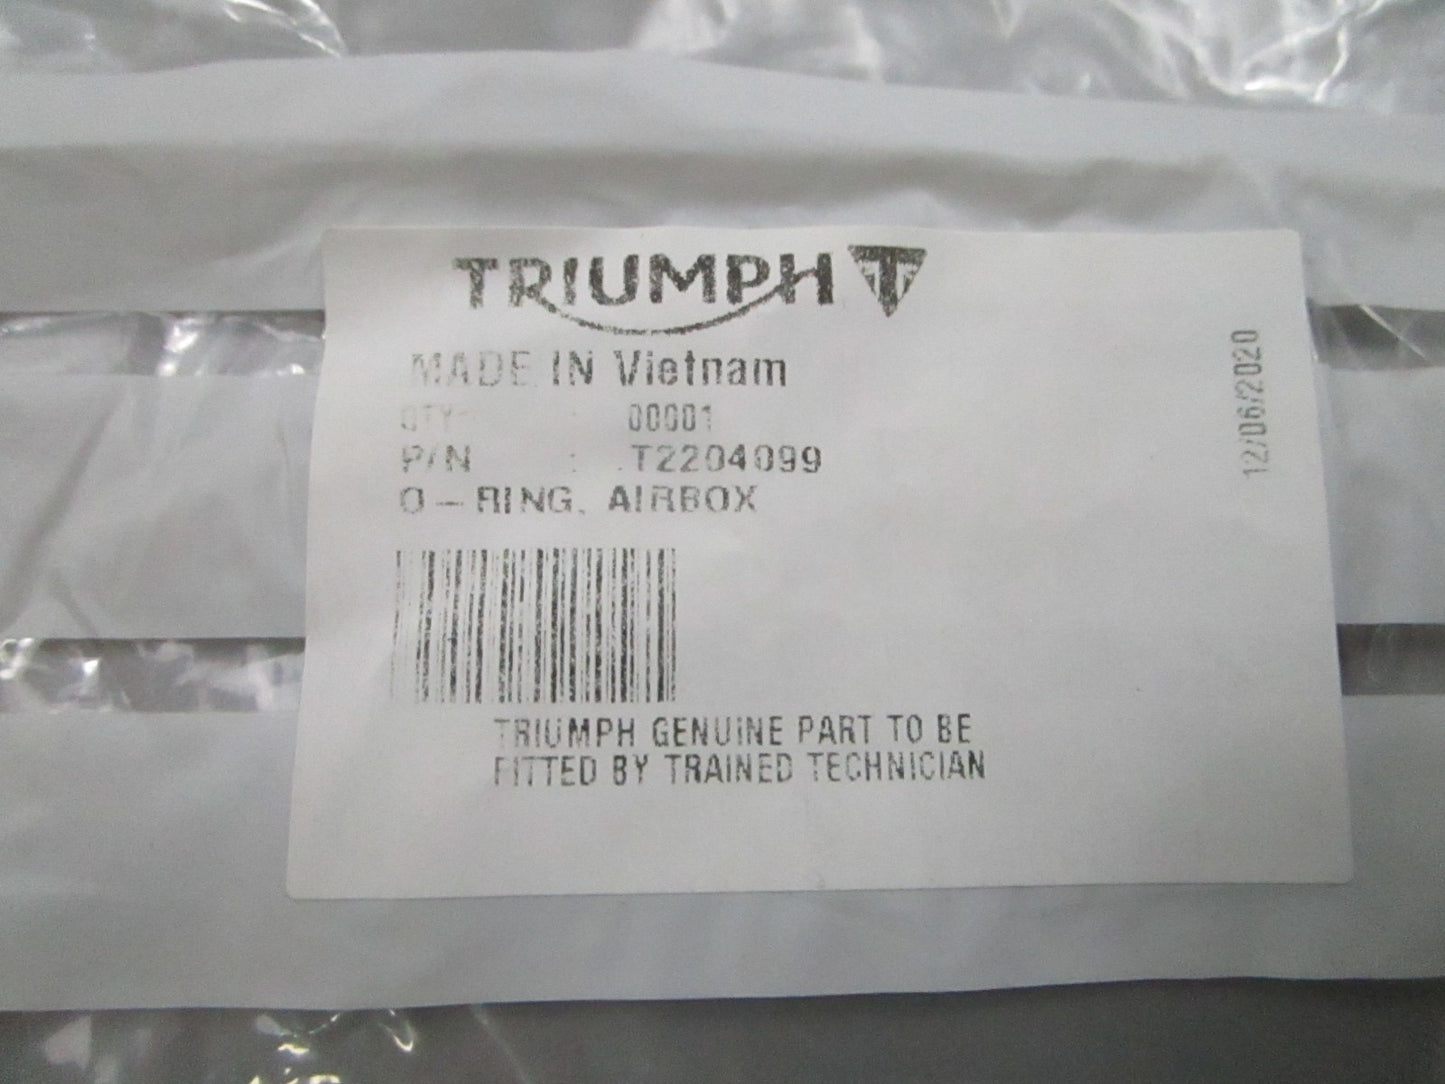 TRIUMPH T
MADE IN Vietnam
QTY : 00001
P/N : T2204099
O-RING, AIRBOX
TRIUMPH GENUINE PART TO BE
FITTED BY TRAINED TECHNICIAN
12/06/2020